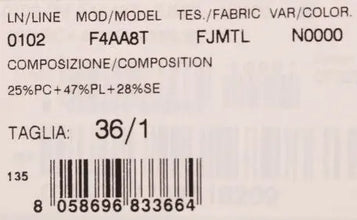 LN/LINE MOD/MODEL TES./FABRIC VAR/COLOR.
0102 F4AA8T FJMTL N0000
COMPOSIZIONE/COMPOSITION
25%PC+47%PL+28%SE
TAGLIA: 36/1
135
8 058696 833664